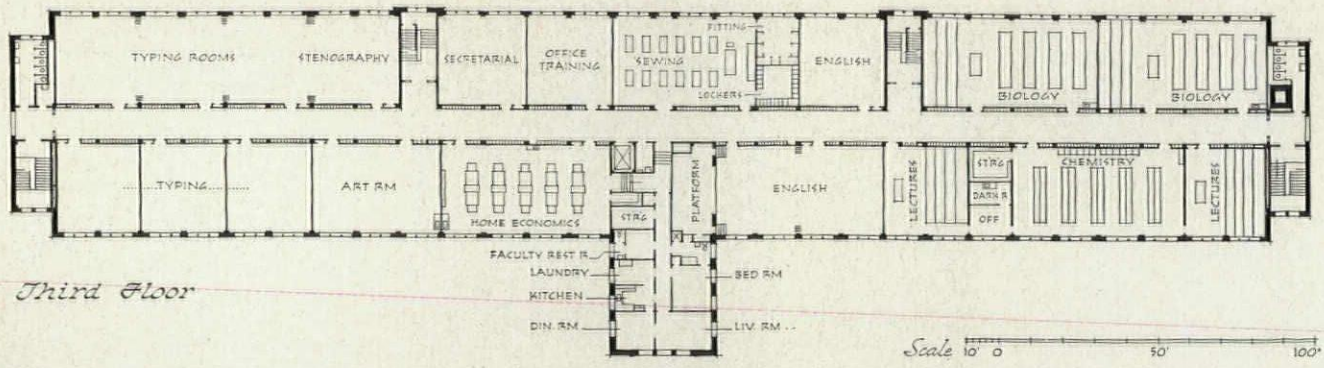 FITTING
TYPING ROOMS
STENOGRAPHY
SECRETARIAL
OFFICE
TRAINING
SEWING
ENGLISH
LOCKERS
BIOLOGY
BIOLOGY
TYPING
ART RM
HOME ECONOMICS
STR'G
PLATFORM
ENGLISH
LECTURES
STR'G
DARK R
OFF
CHEMISTRY
LECTURES
FACULTY REST R.
LAUNDRY
KITCHEN
DIN. RM
BED RM
LIV. RM
Third Floor
Scale 10' 0 50' 100'